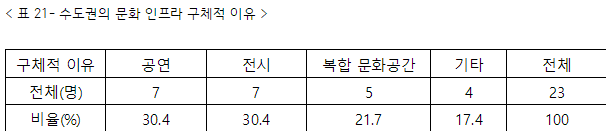 < 표 21- 수도권의 문화 인프라 구체적 이유 >
구체적 이유 공연 전시 복합 문화공간 기타 전체
전체(명) 7 7 5 4 23
비율(%) 30.4 30.4 21.7 17.4 100